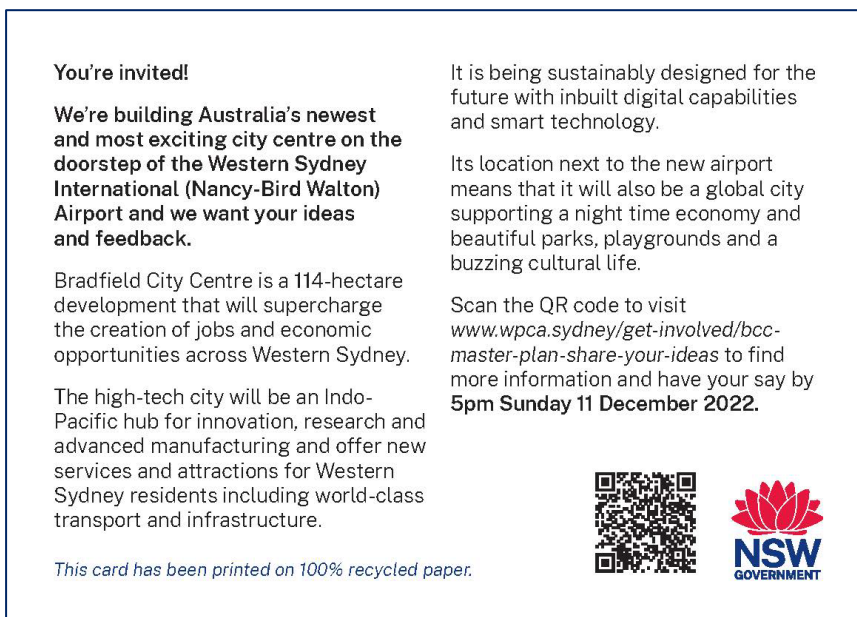 You're invited!
We're building Australia's newest
and most exciting city centre on the
doorstep of the Western Sydney
International (Nancy-Bird Walton)
Airport and we want your ideas
and feedback.
Bradfield City Centre is a 114-hectare
development that will supercharge
the creation of jobs and economic
opportunities across Western Sydney.
The high-tech city will be an Indo-
Pacific hub for innovation, research and
advanced manufacturing and offer new
services and attractions for Western
Sydney residents including world-class
transport and infrastructure.
This card has been printed on 100% recycled paper.
It is being sustainably designed for the
future with inbuilt digital capabilities
and smart technology.
Its location next to the new airport
means that it will also be a global city
supporting a night time economy and
beautiful parks, playgrounds and a
buzzing cultural life.
Scan the QR code to visit
www.wpca.sydney/get-involved/bcc-
master-plan-share-your-ideas to find
more information and have your say by
5pm Sunday 11 December 2022.
NSW
GOVERNMENT